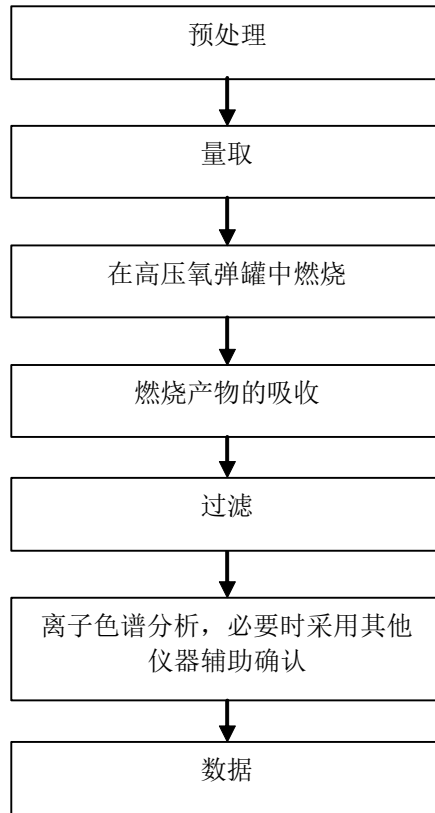 预处理
量取
在高压氧弹罐中燃烧
燃烧产物的吸收
过滤
离子色谱分析，必要时采用其他
仪器辅助确认
数据